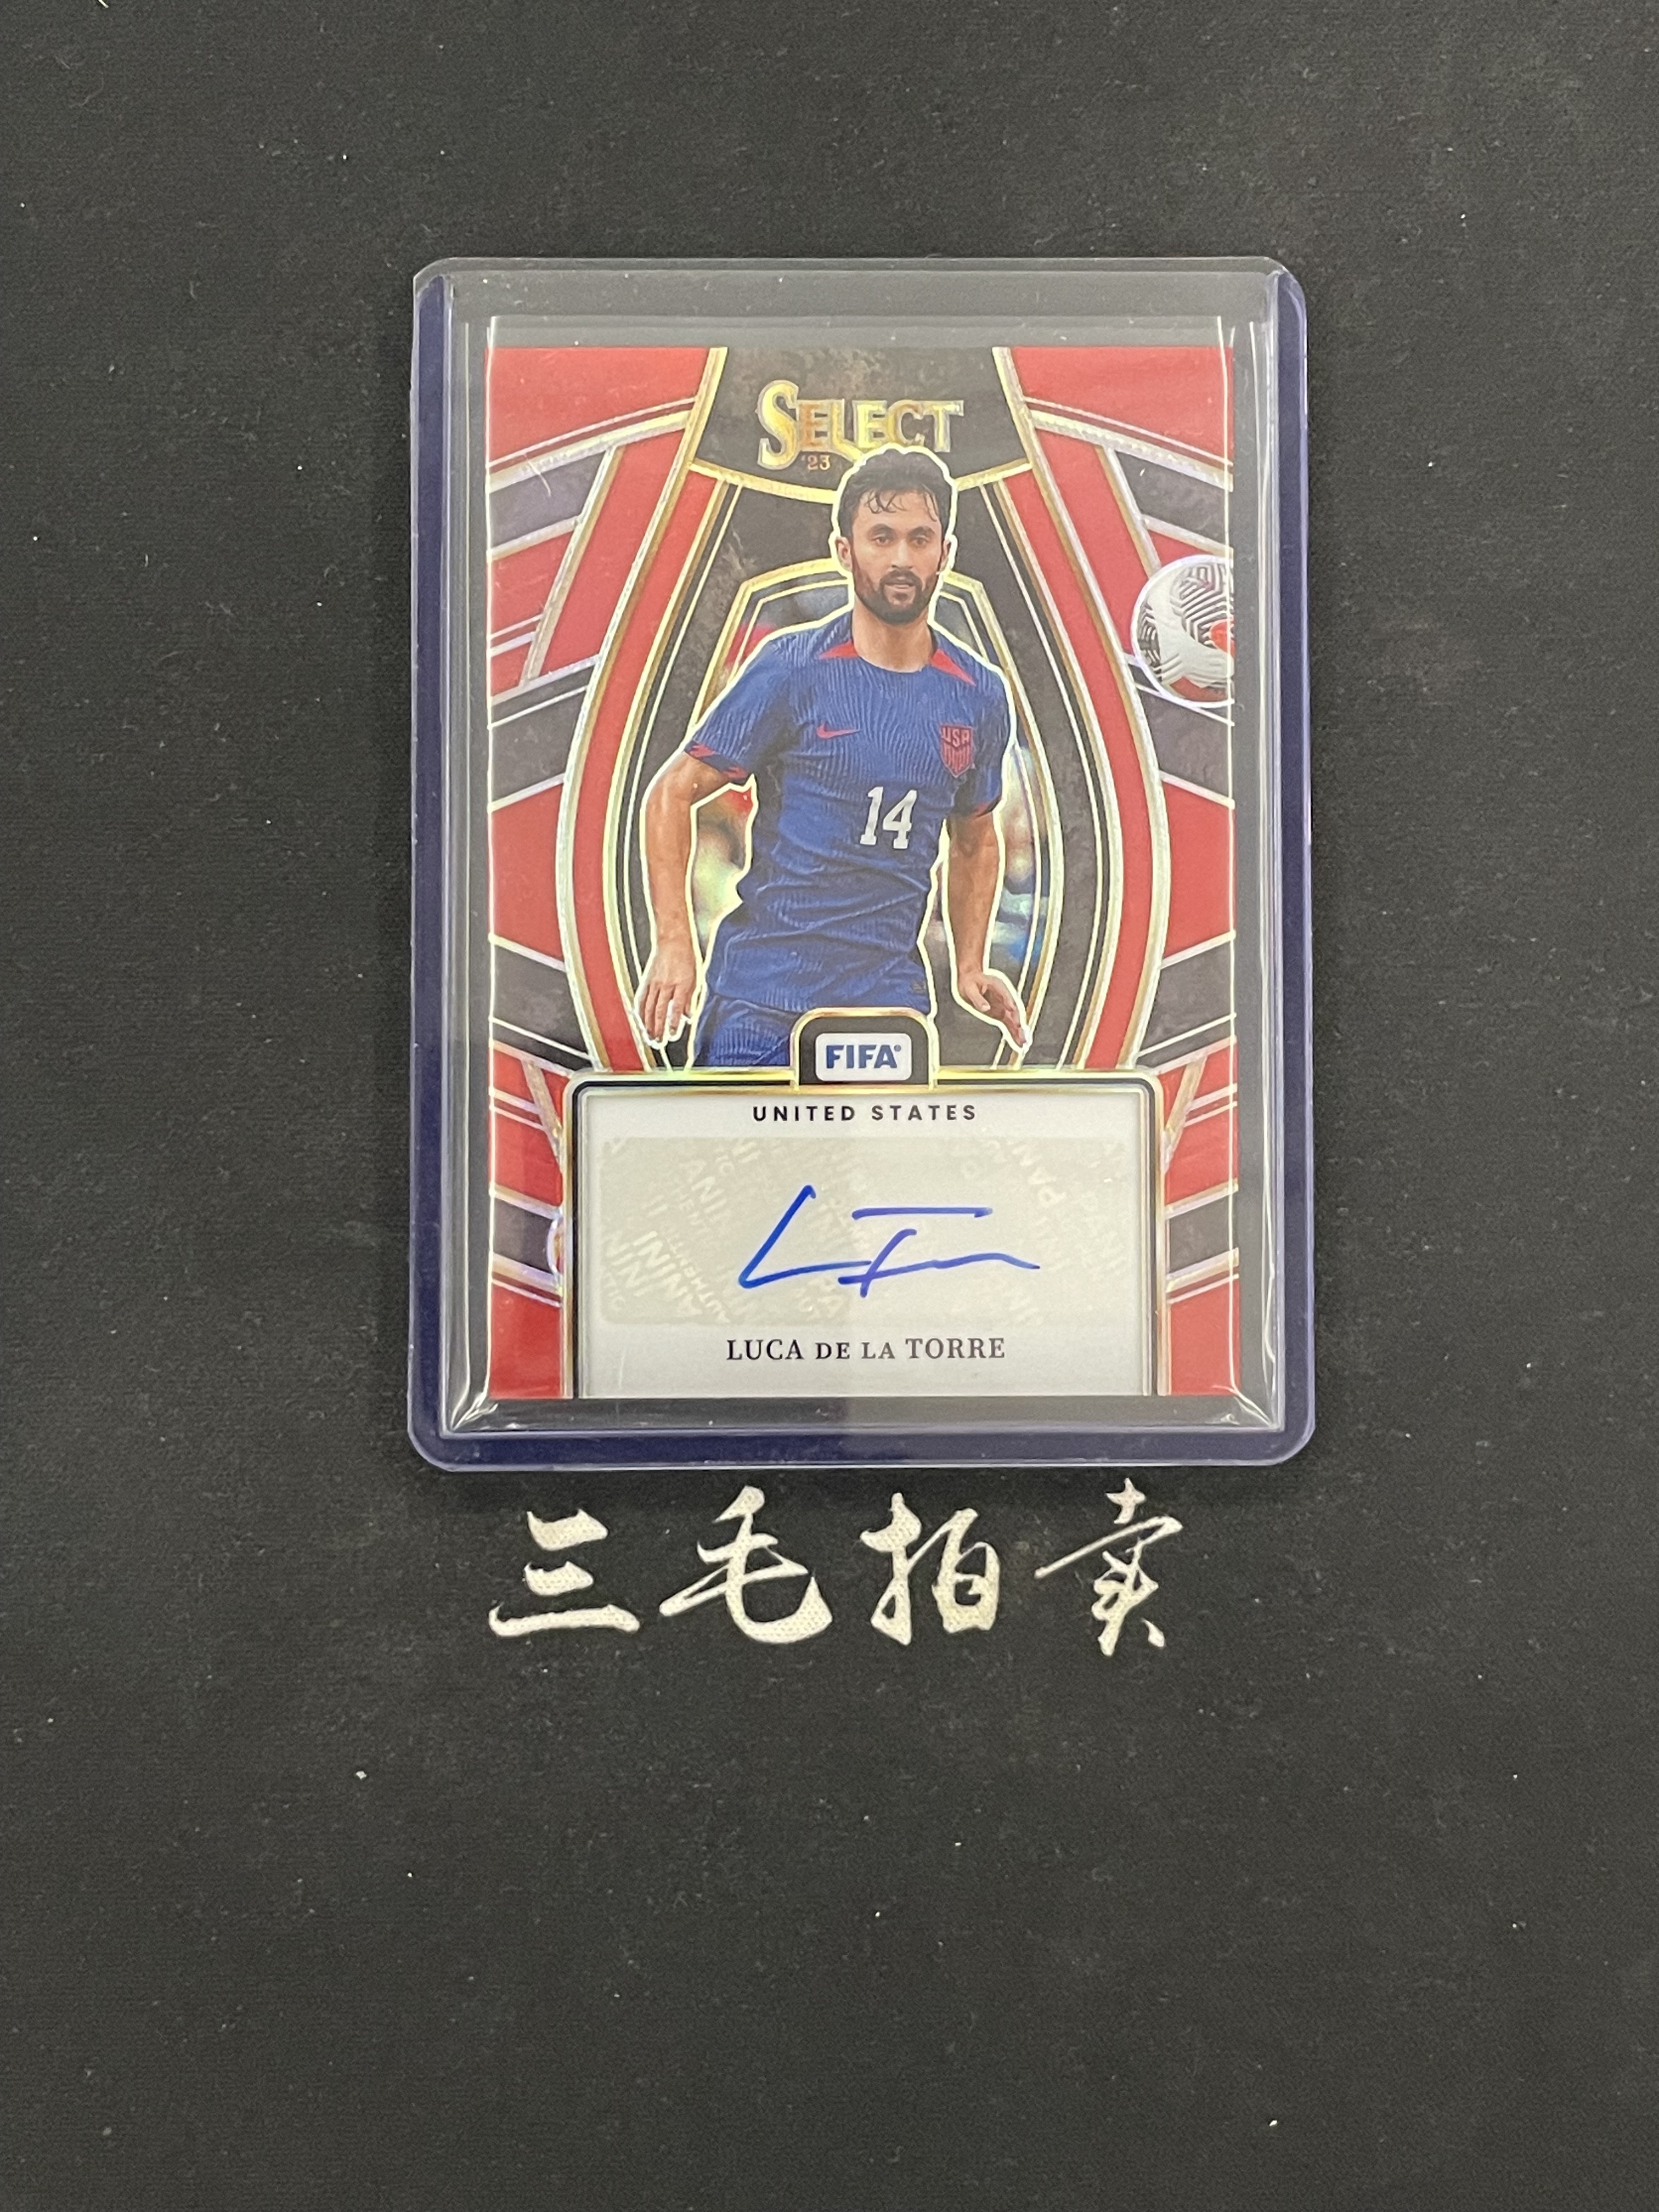 SELECT
'23
USA
14
FIFA
UNITED STATES
LUCA DE LA TORRE
三毛拍卖